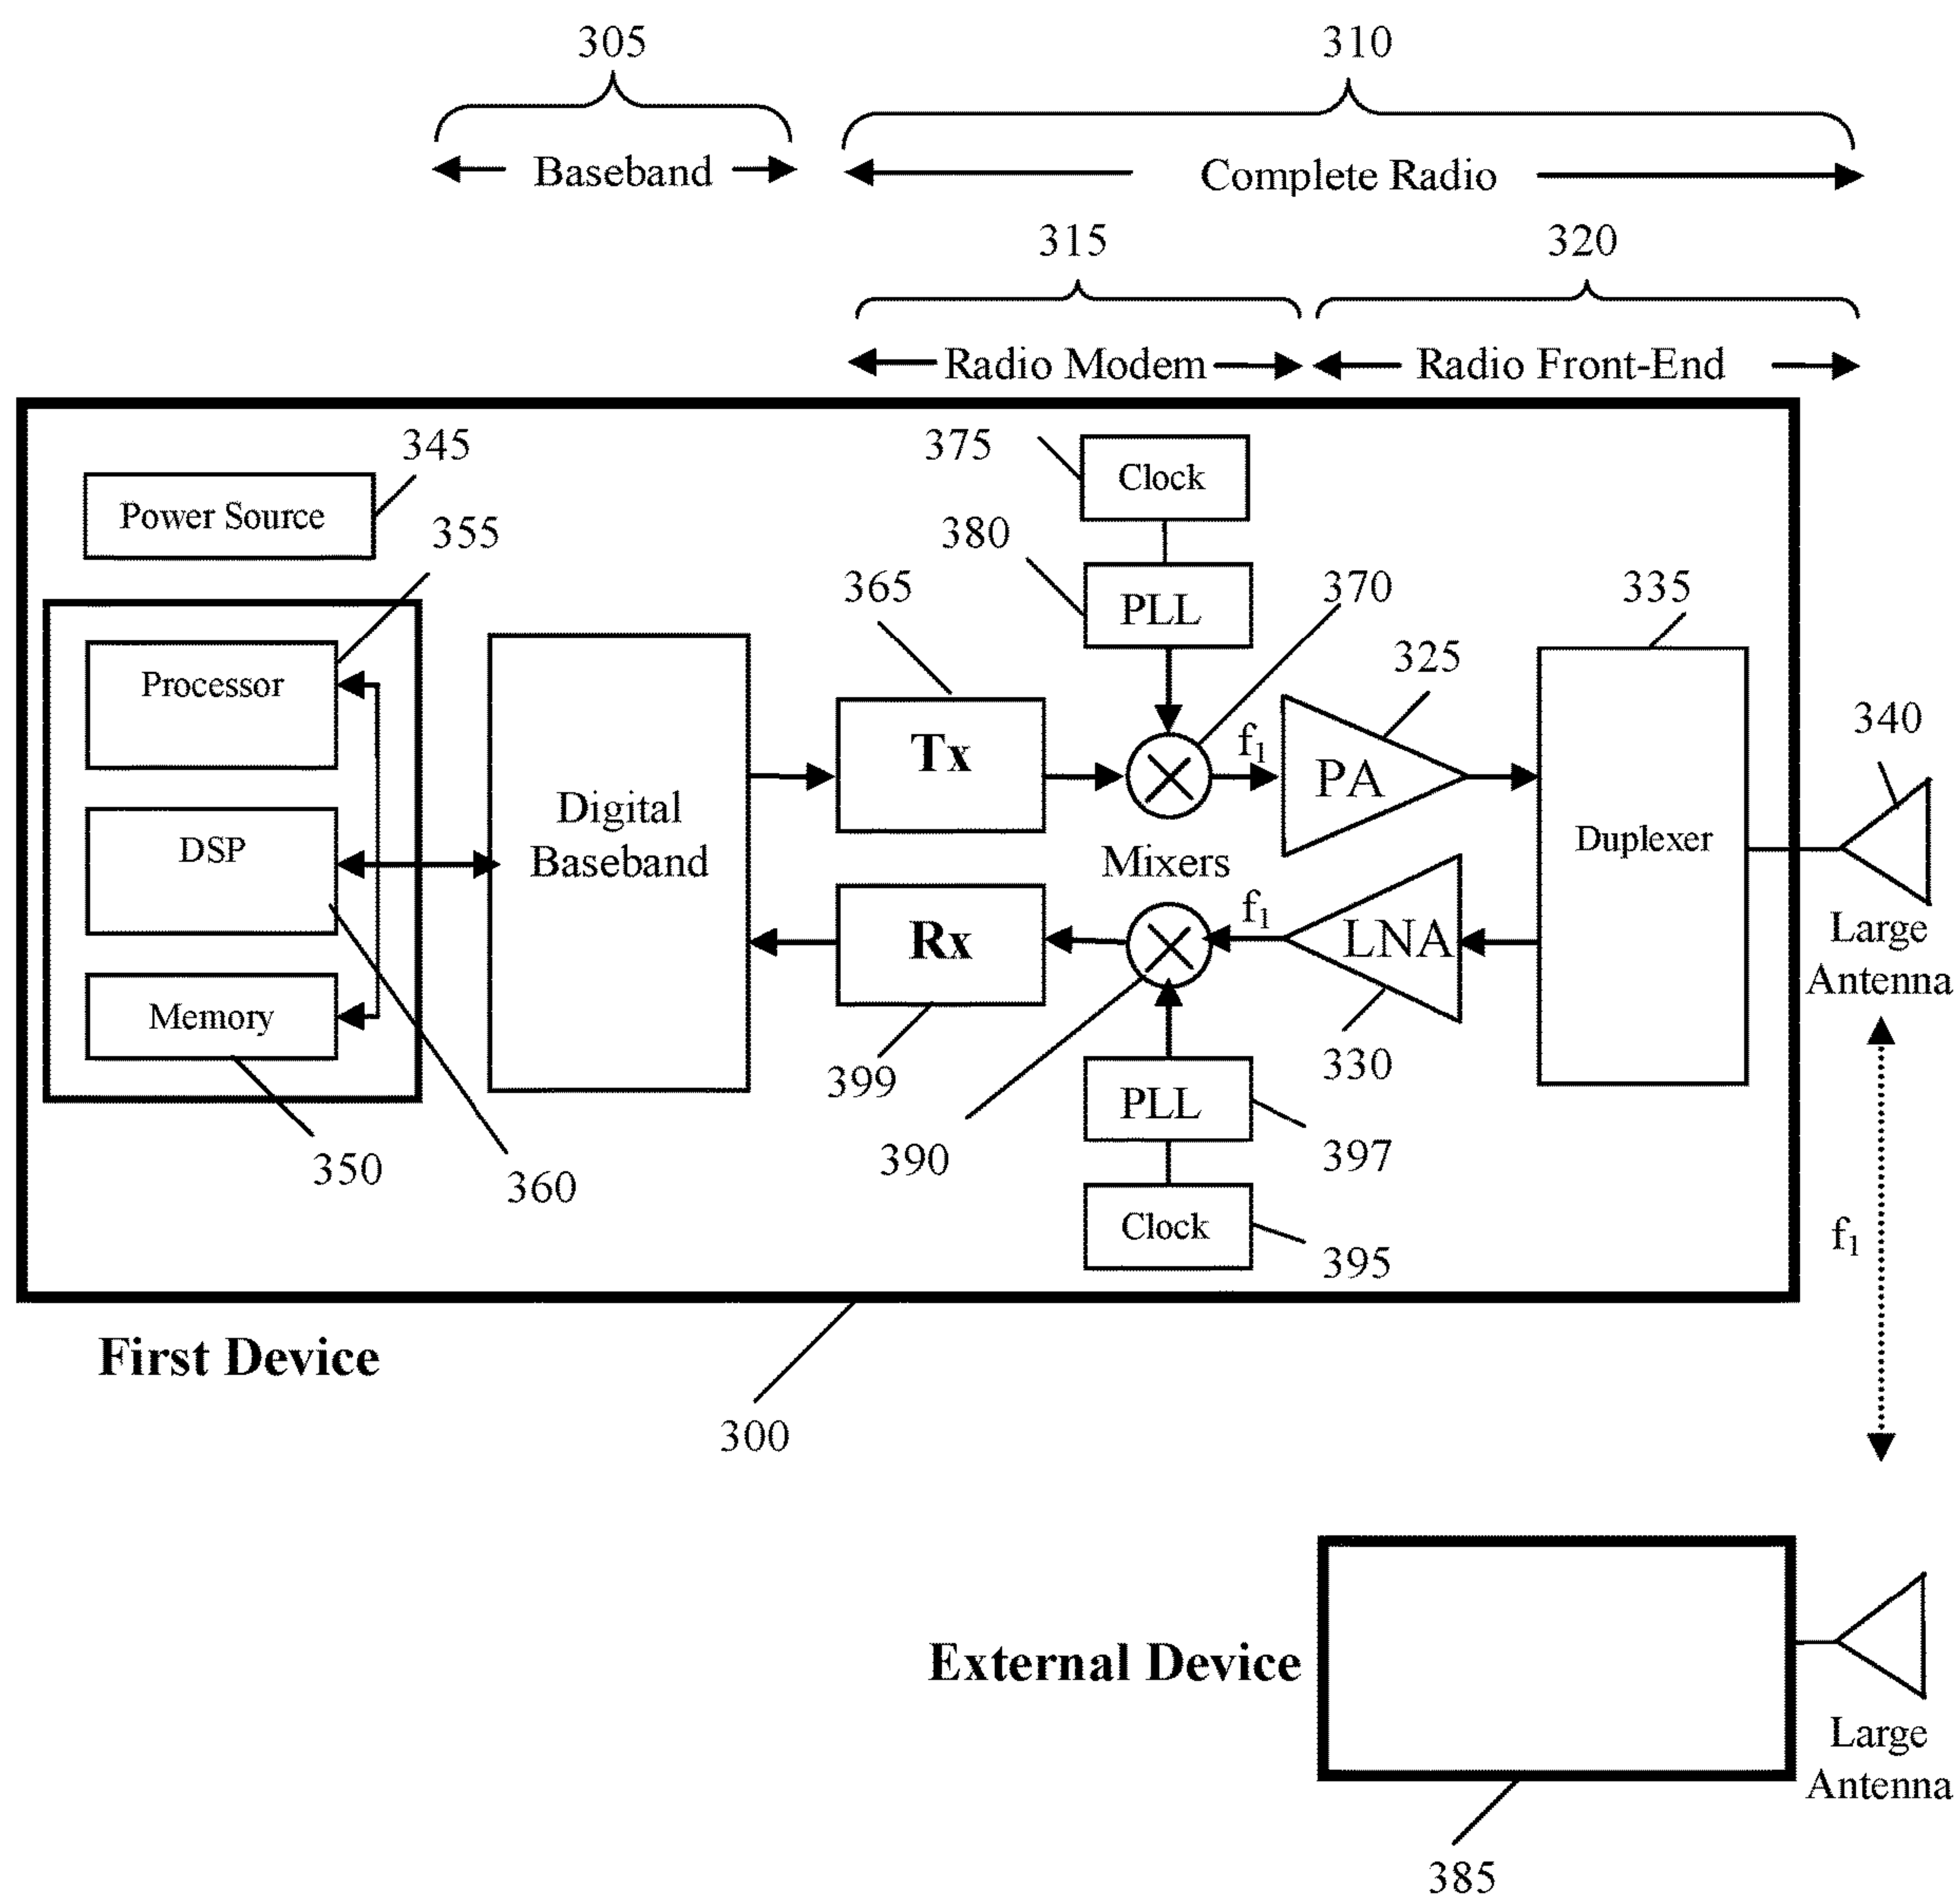 305
310
Baseband
Complete Radio
315
320
Radio Modem
Radio Front-End
345
375
Clock
Power Source
355
380
PLL
365
370
335
325
340
Processor
Tx
f1
PA
DSP
Digital
Baseband
Mixers
Duplexer
Large
Antenna
Rx
f1
LNA
Memory
399
330
PLL
350
360
390
397
Clock
395
f1
First Device
300
External Device
Large
Antenna
385